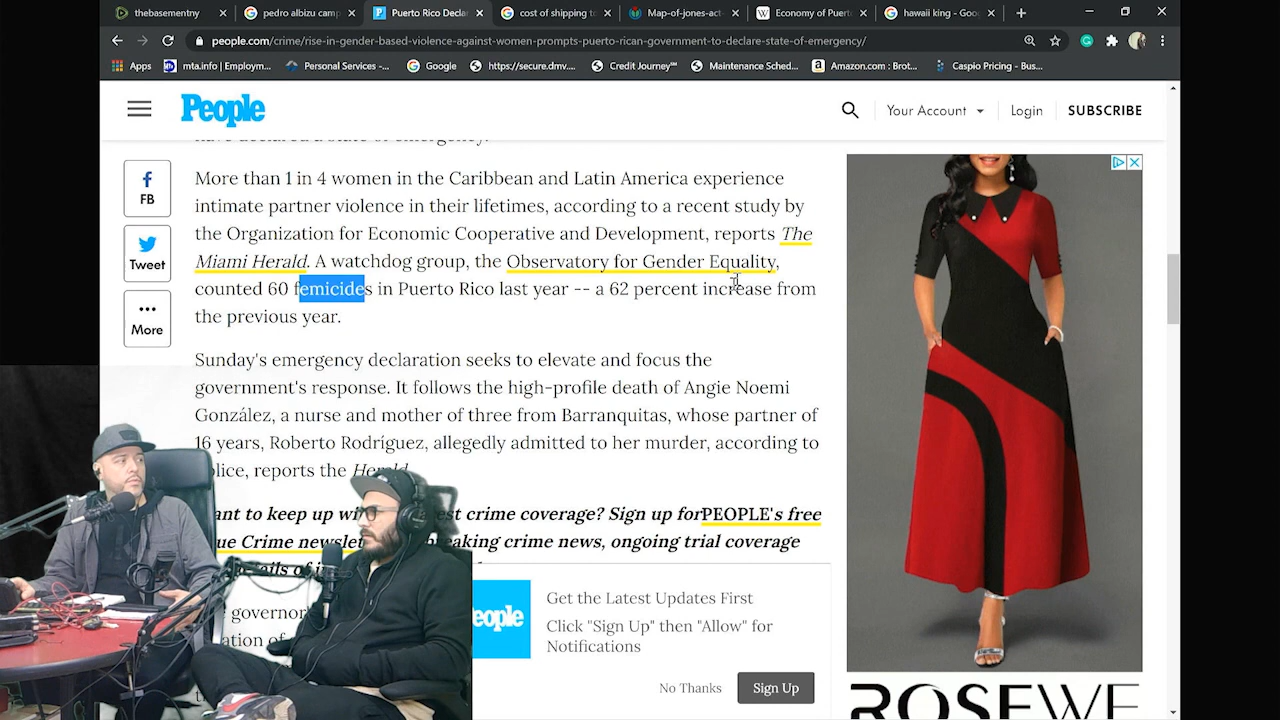 thebasementny
pedro albizu camp
Puerto Rico Decla
cost of shipping to
Map-of-jones-act-
Economy of Puert
hawaii king - Goo
people.com/crime/rise-in-gender-based-violence-against-women-prompts-puerto-rican-government-to-declare-state-of-emergency/
Apps
mta.info | Employm...
Personal Services -...
Google
https://secure.dmv....
Credit Journey℠
Maintenance Sched...
Amazon.com : Brot...
Caspio Pricing - Bus...
People
Your Account
Login
SUBSCRIBE
have declared a state of emergency.
More than 1 in 4 women in the Caribbean and Latin America experience
intimate partner violence in their lifetimes, according to a recent study by
the Organization for Economic Cooperative and Development, reports The
Miami Herald. A watchdog group, the Observatory for Gender Equality,
counted 60 femicides in Puerto Rico last year -- a 62 percent increase from
the previous year.
FB
Tweet
More
Sunday's emergency declaration seeks to elevate and focus the
government's response. It follows the high-profile death of Angie Noemi
González, a nurse and mother of three from Barranquitas, whose partner of
16 years, Roberto Rodríguez, allegedly admitted to her murder, according to
olice, reports the Herald.
ant to keep up wi est crime coverage? Sign up for PEOPLE's free
ue Crime newslet breaking crime news, ongoing trial coverage
ails of i
governor
ation of
eople
Get the Latest Updates First
Click "Sign Up" then "Allow" for
Notifications
No Thanks
Sign Up
ROSEWE